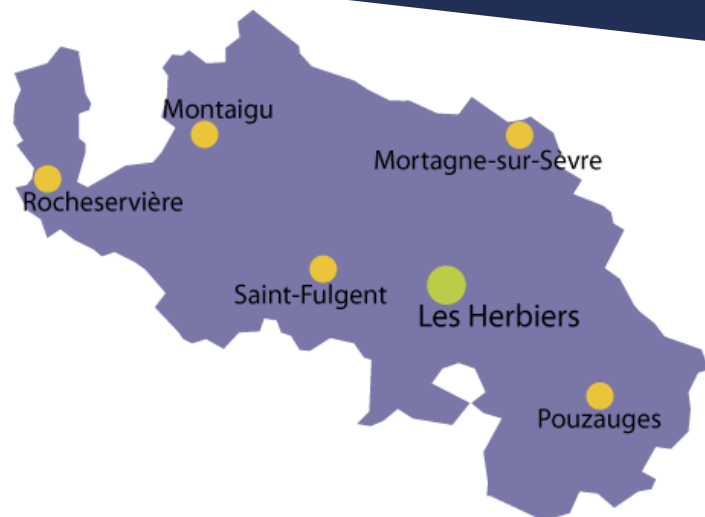 Montaigu
Mortagne-sur-Sèvre
Rocheservière
Saint-Fulgent
Les Herbiers
Pouzauges